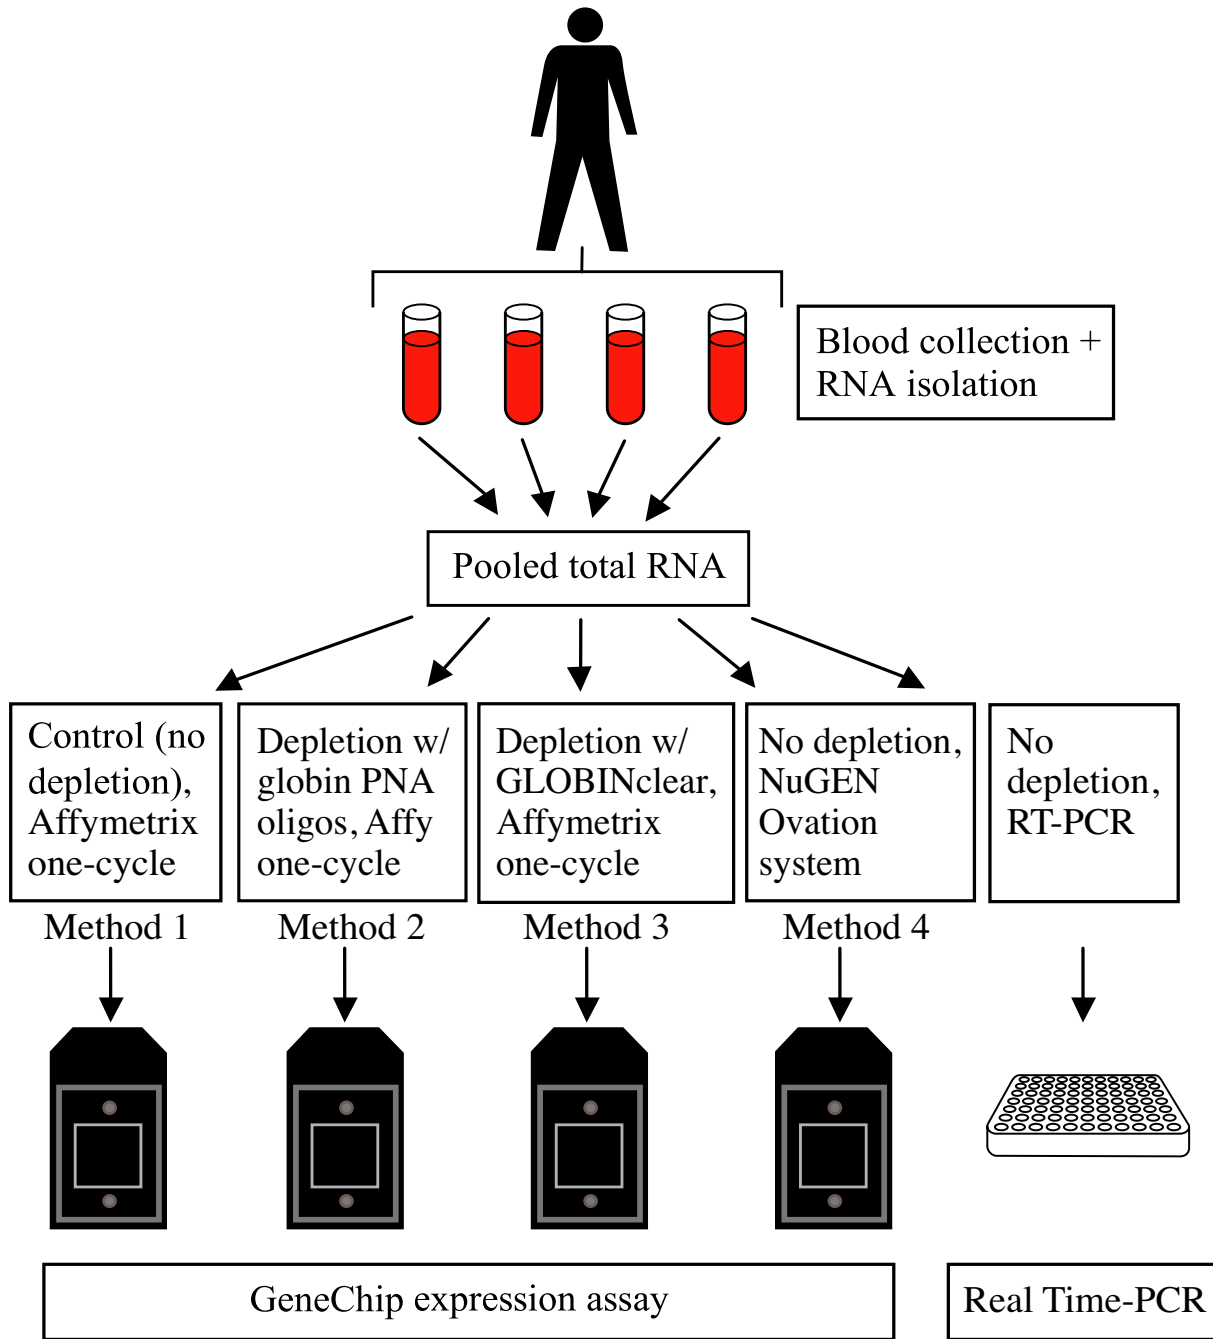 Blood collection +
RNA isolation
Pooled total RNA
Control (no
depletion),
Affymetrix
one-cycle
Depletion w/
globin PNA
oligos, Affy
one-cycle
Depletion w/
GLOBINclear,
Affymetrix
one-cycle
No depletion,
NuGEN
Ovation
system
No
depletion,
RT-PCR
Method 1
Method 2
Method 3
Method 4
GeneChip expression assay
Real Time-PCR